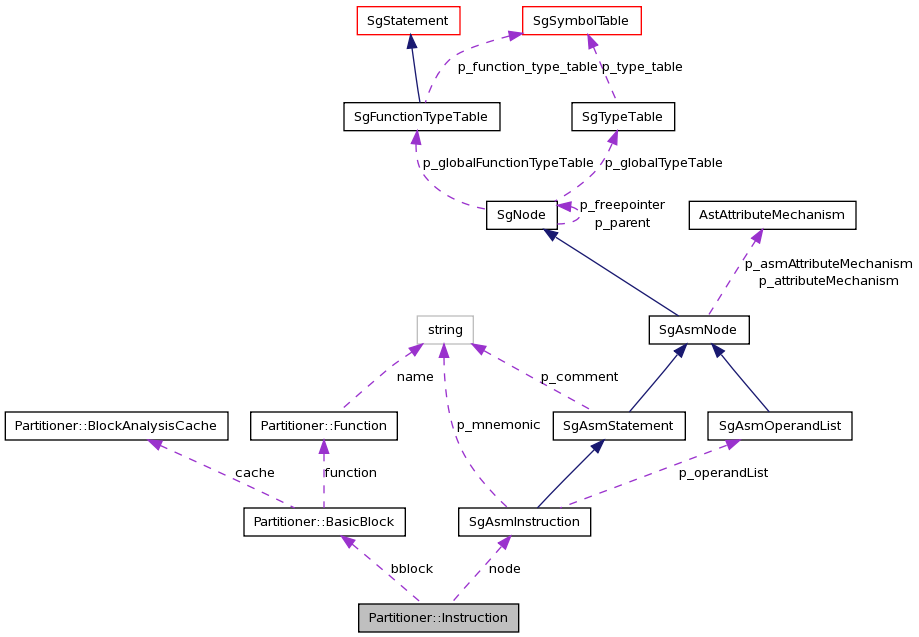 SgStatement
SgSymbolTable
p_function_type_table
p_type_table
SgFunctionTypeTable
SgTypeTable
p_globalFunctionTypeTable
p_globalTypeTable
SgNode
p_freepointer
p_parent
AstAttributeMechanism
p_asmAttributeMechanism
p_attributeMechanism
string
SgAsmNode
name
p_comment
Partitioner::BlockAnalysisCache
Partitioner::Function
p_mnemonic
SgAsmStatement
SgAsmOperandList
cache
function
p_operandList
Partitioner::BasicBlock
SgAsmInstruction
bblock
node
Partitioner::Instruction